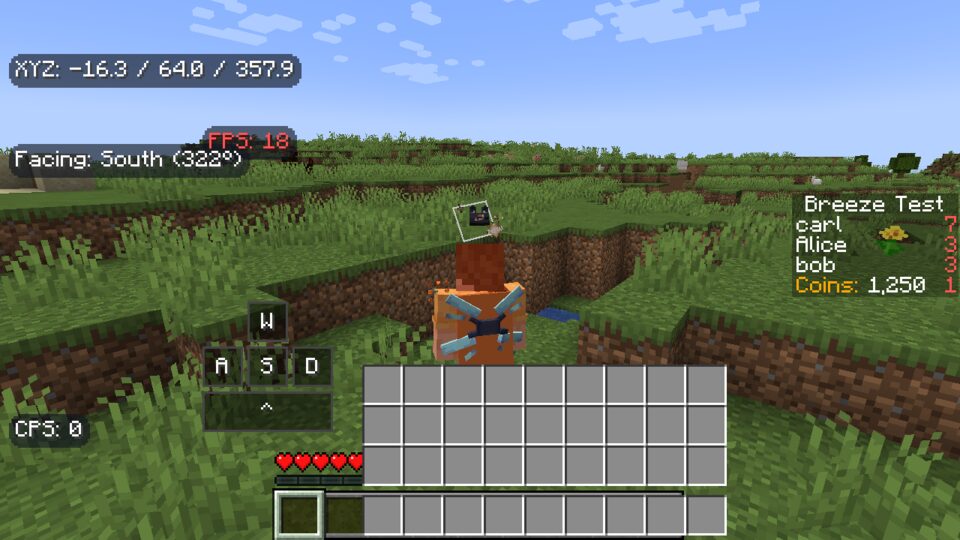 XYZ: -16.3 / 64.0 / 357.9
FPS: 18
Facing: South (322°)
Breeze Test
carl 7
Alice 3
bob 3
Coins: 1,250 1
W
A S D
^
CPS: 0